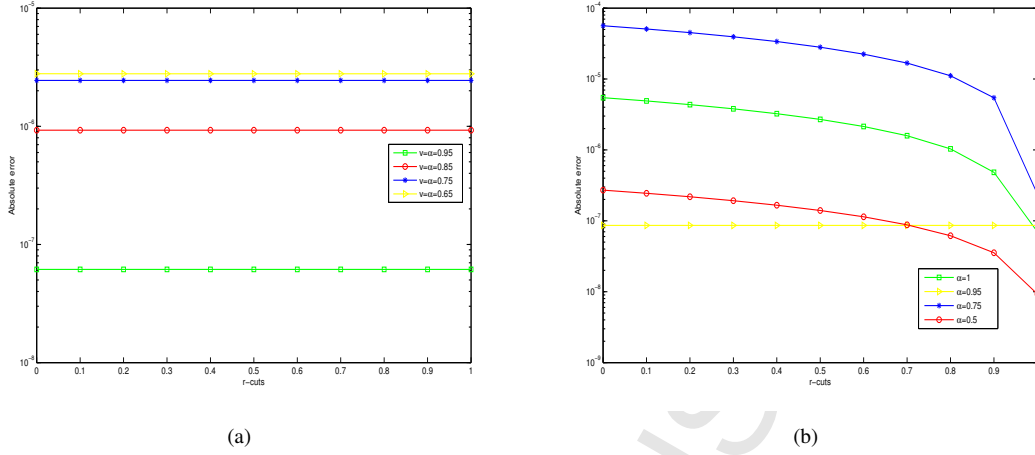 10^-5
10^-6
10^-7
10^-8
Absolute error
0 0.1 0.2 0.3 0.4 0.5 0.6 0.7 0.8 0.9 1
r-cuts
v=α=0.95
v=α=0.85
v=α=0.75
v=α=0.65
(a)
10^-4
10^-5
10^-6
10^-7
10^-8
10^-9
Absolute error
0 0.1 0.2 0.3 0.4 0.5 0.6 0.7 0.8 0.9
r-cuts
α=1
α=0.95
α=0.75
α=0.5
(b)